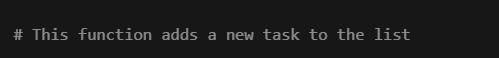 # This function adds a new task to the list